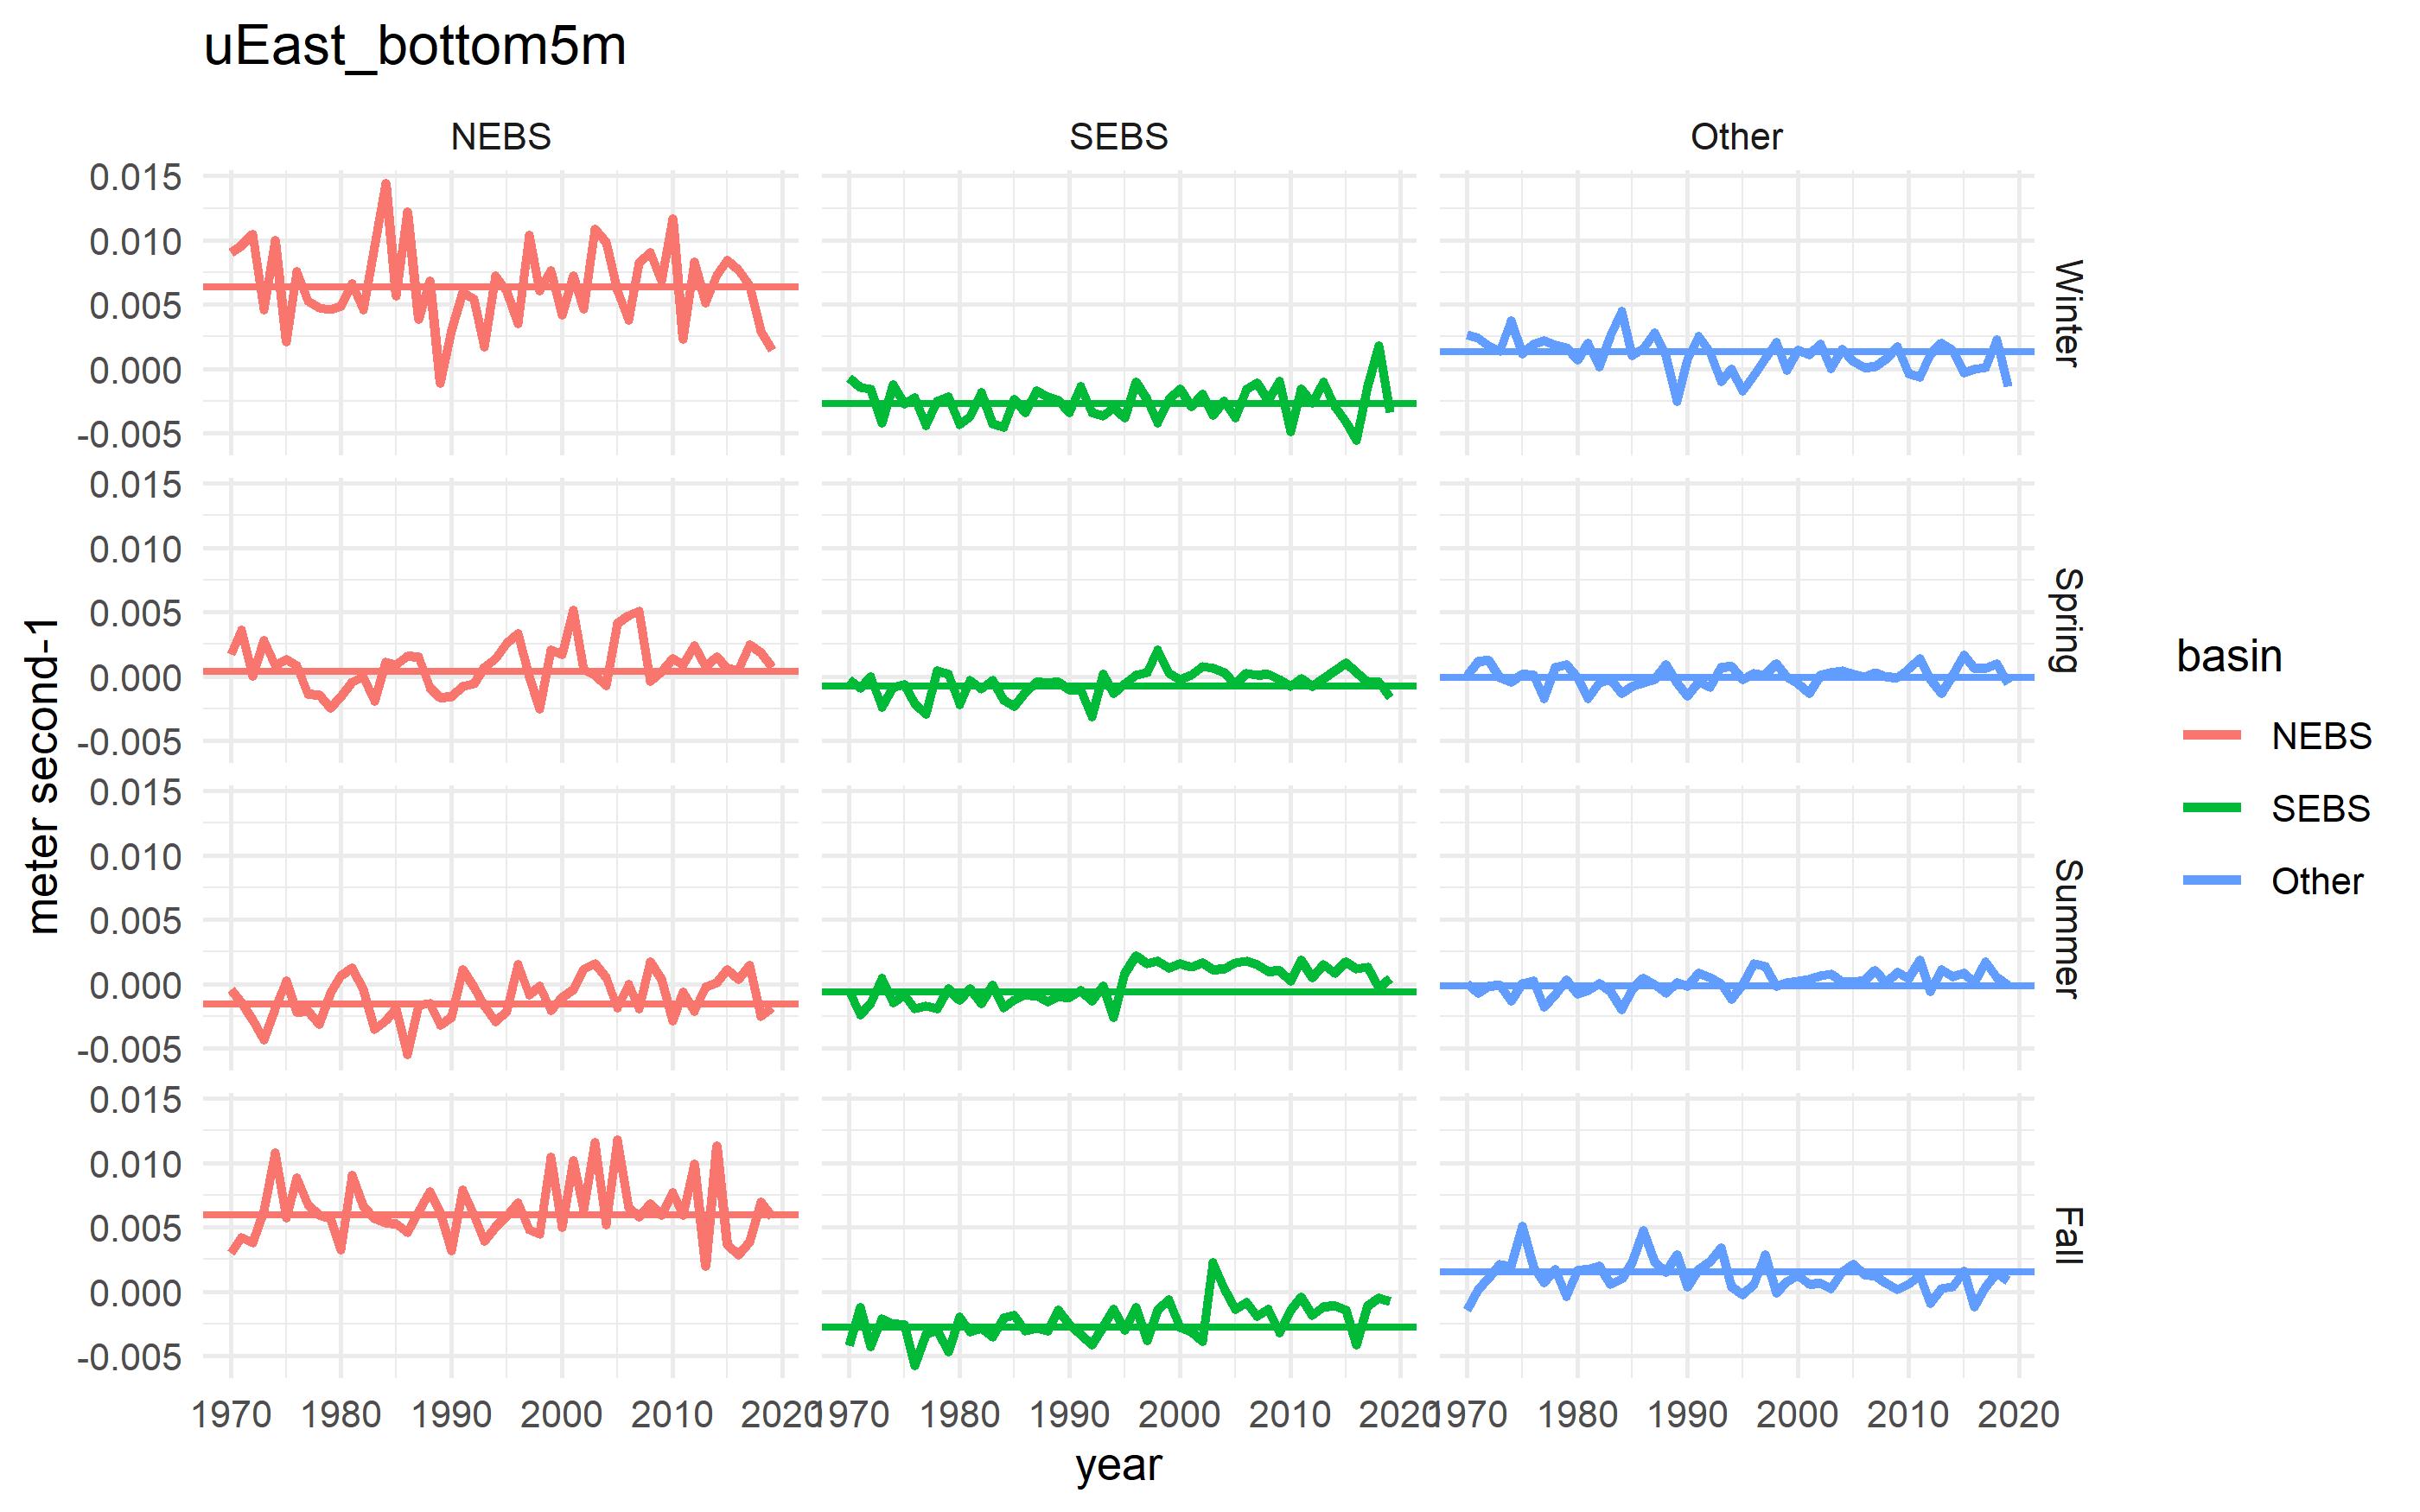 uEast_bottom5m
NEBS SEBS Other
0.015
0.010
0.005
0.000
-0.005
Winter
0.015
0.010
0.005
0.000
-0.005
Spring
0.015
0.010
0.005
0.000
-0.005
Summer
0.015
0.010
0.005
0.000
-0.005
Fall
1970 1980 1990 2000 2010 2020 1970 1980 1990 2000 2010 2020 1970 1980 1990 2000 2010 2020
year
meter second-1
basin
NEBS
SEBS
Other